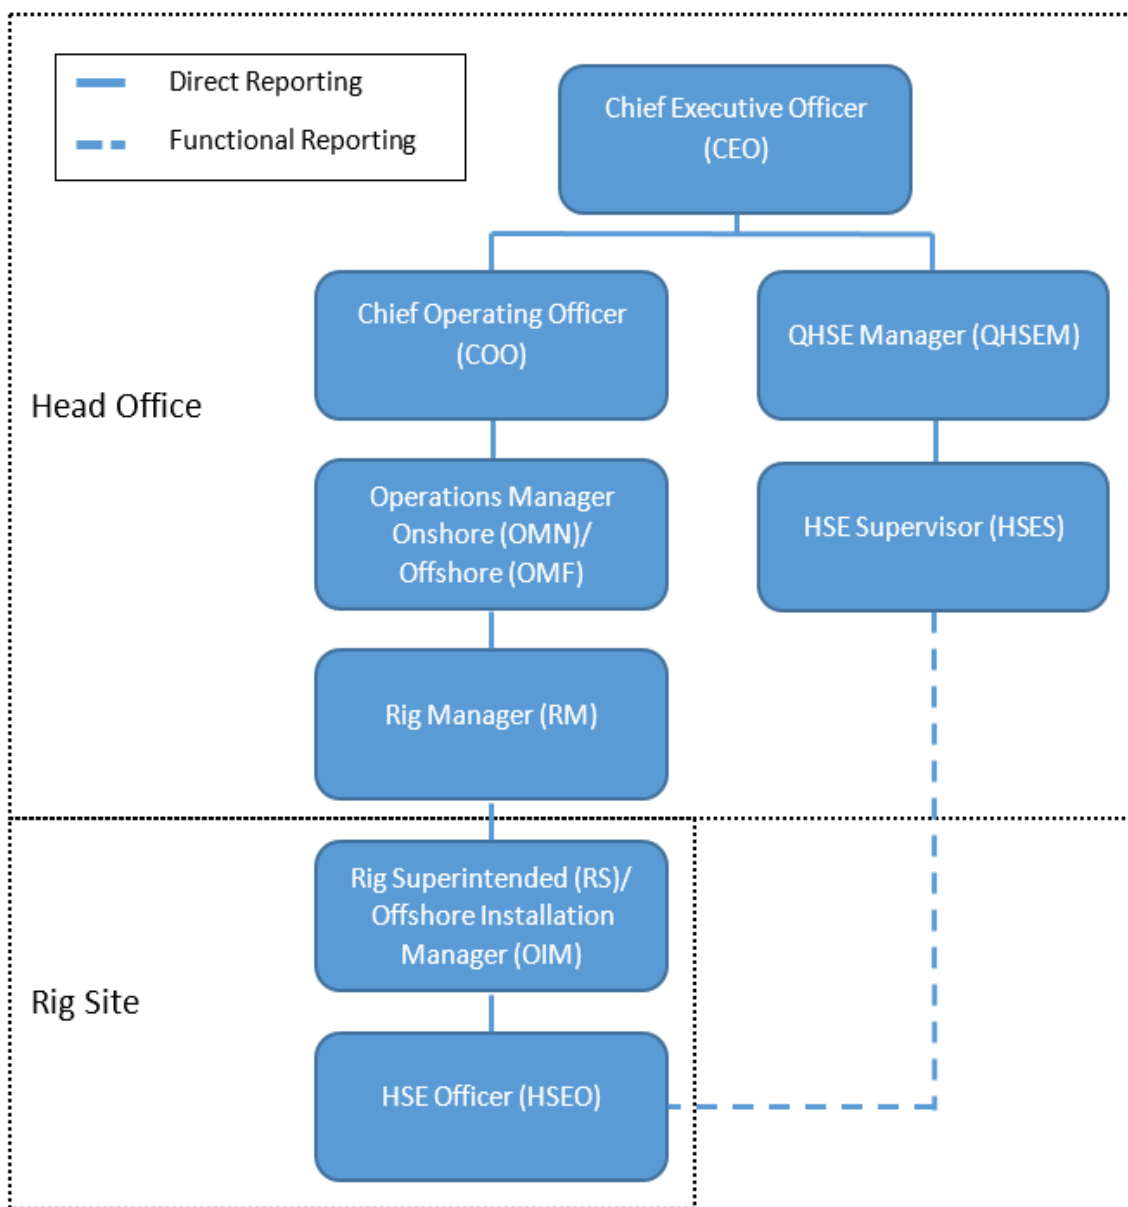 Direct Reporting
Functional Reporting
Chief Executive Officer
(CEO)
Chief Operating Officer
(COO)
QHSE Manager (QHSEM)
Head Office
Operations Manager
Onshore (OMN)/
Offshore (OMF)
HSE Supervisor (HSES)
Rig Manager (RM)
Rig Superintended (RS)/
Offshore Installation
Manager (OIM)
Rig Site
HSE Officer (HSEO)